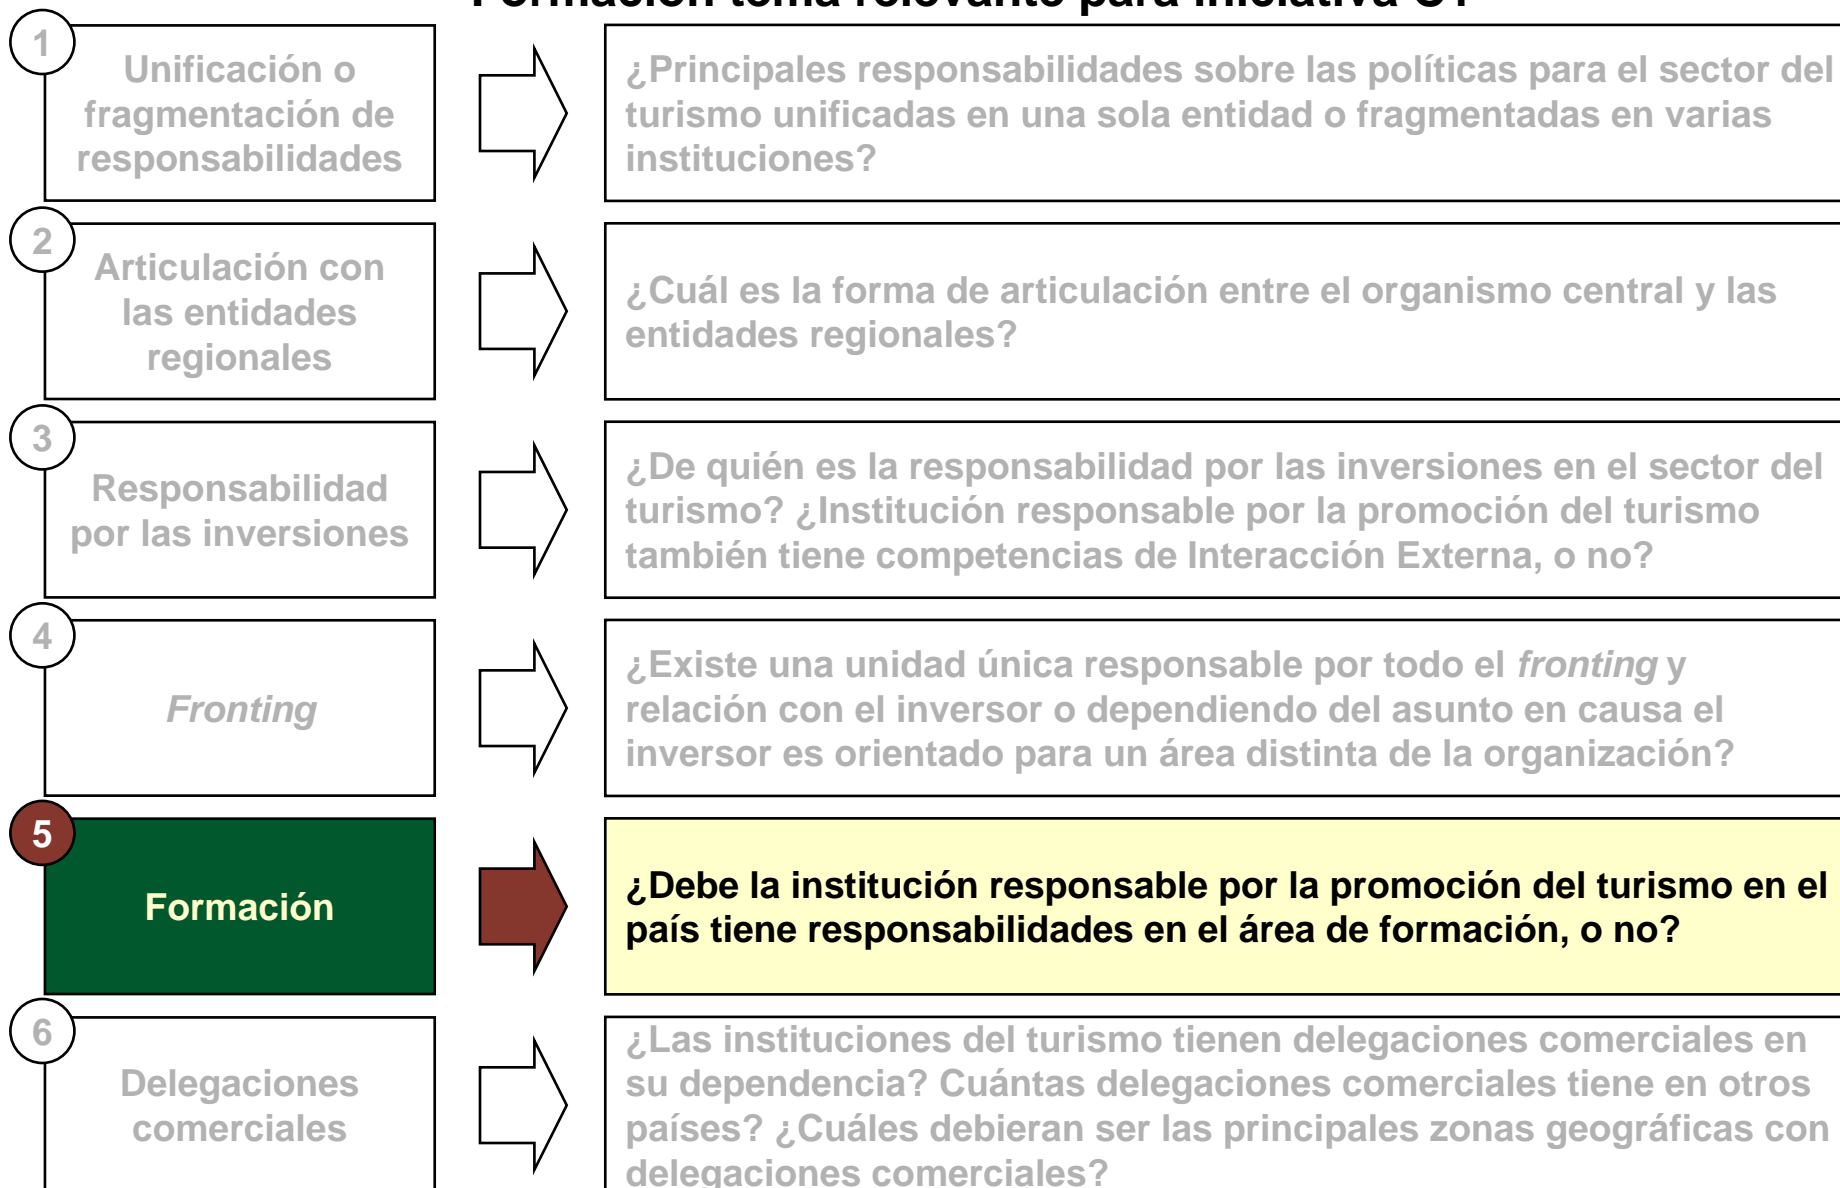 Formación tema relevante para iniciativa
1
Unificación o
fragmentación de
responsabilidades
¿Principales responsabilidades sobre las políticas para el sector del
turismo unificadas en una sola entidad o fragmentadas en varias
instituciones?
2
Articulación con
las entidades
regionales
¿Cuál es la forma de articulación entre el organismo central y las
entidades regionales?
3
Responsabilidad
por las inversiones
¿De quién es la responsabilidad por las inversiones en el sector del
turismo? ¿Institución responsable por la promoción del turismo
también tiene competencias de Interacción Externa, o no?
4
Fronting
¿Existe una unidad única responsable por todo el fronting y
relación con el inversor o dependiendo del asunto en causa el
inversor es orientado para un área distinta de la organización?
5
Formación
¿Debe la institución responsable por la promoción del turismo en el
país tiene responsabilidades en el área de formación, o no?
6
Delegaciones
comerciales
¿Las instituciones del turismo tienen delegaciones comerciales en
su dependencia? Cuántas delegaciones comerciales tiene en otros
países? ¿Cuáles debieran ser las principales zonas geográficas con
delegaciones comerciales?